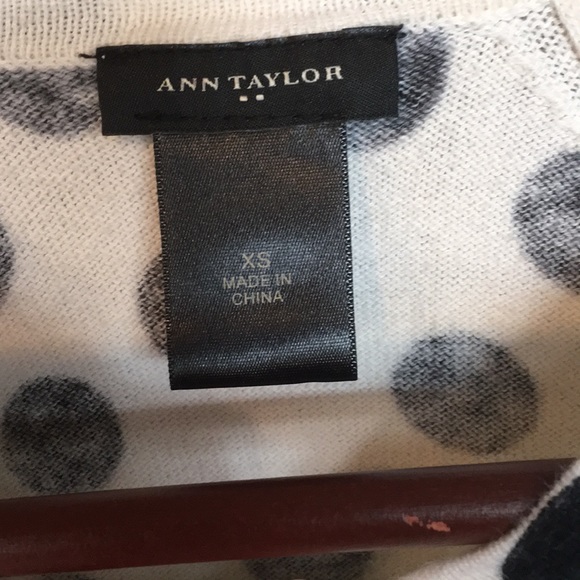 ANN TAYLOR
XS
MADE IN
CHINA